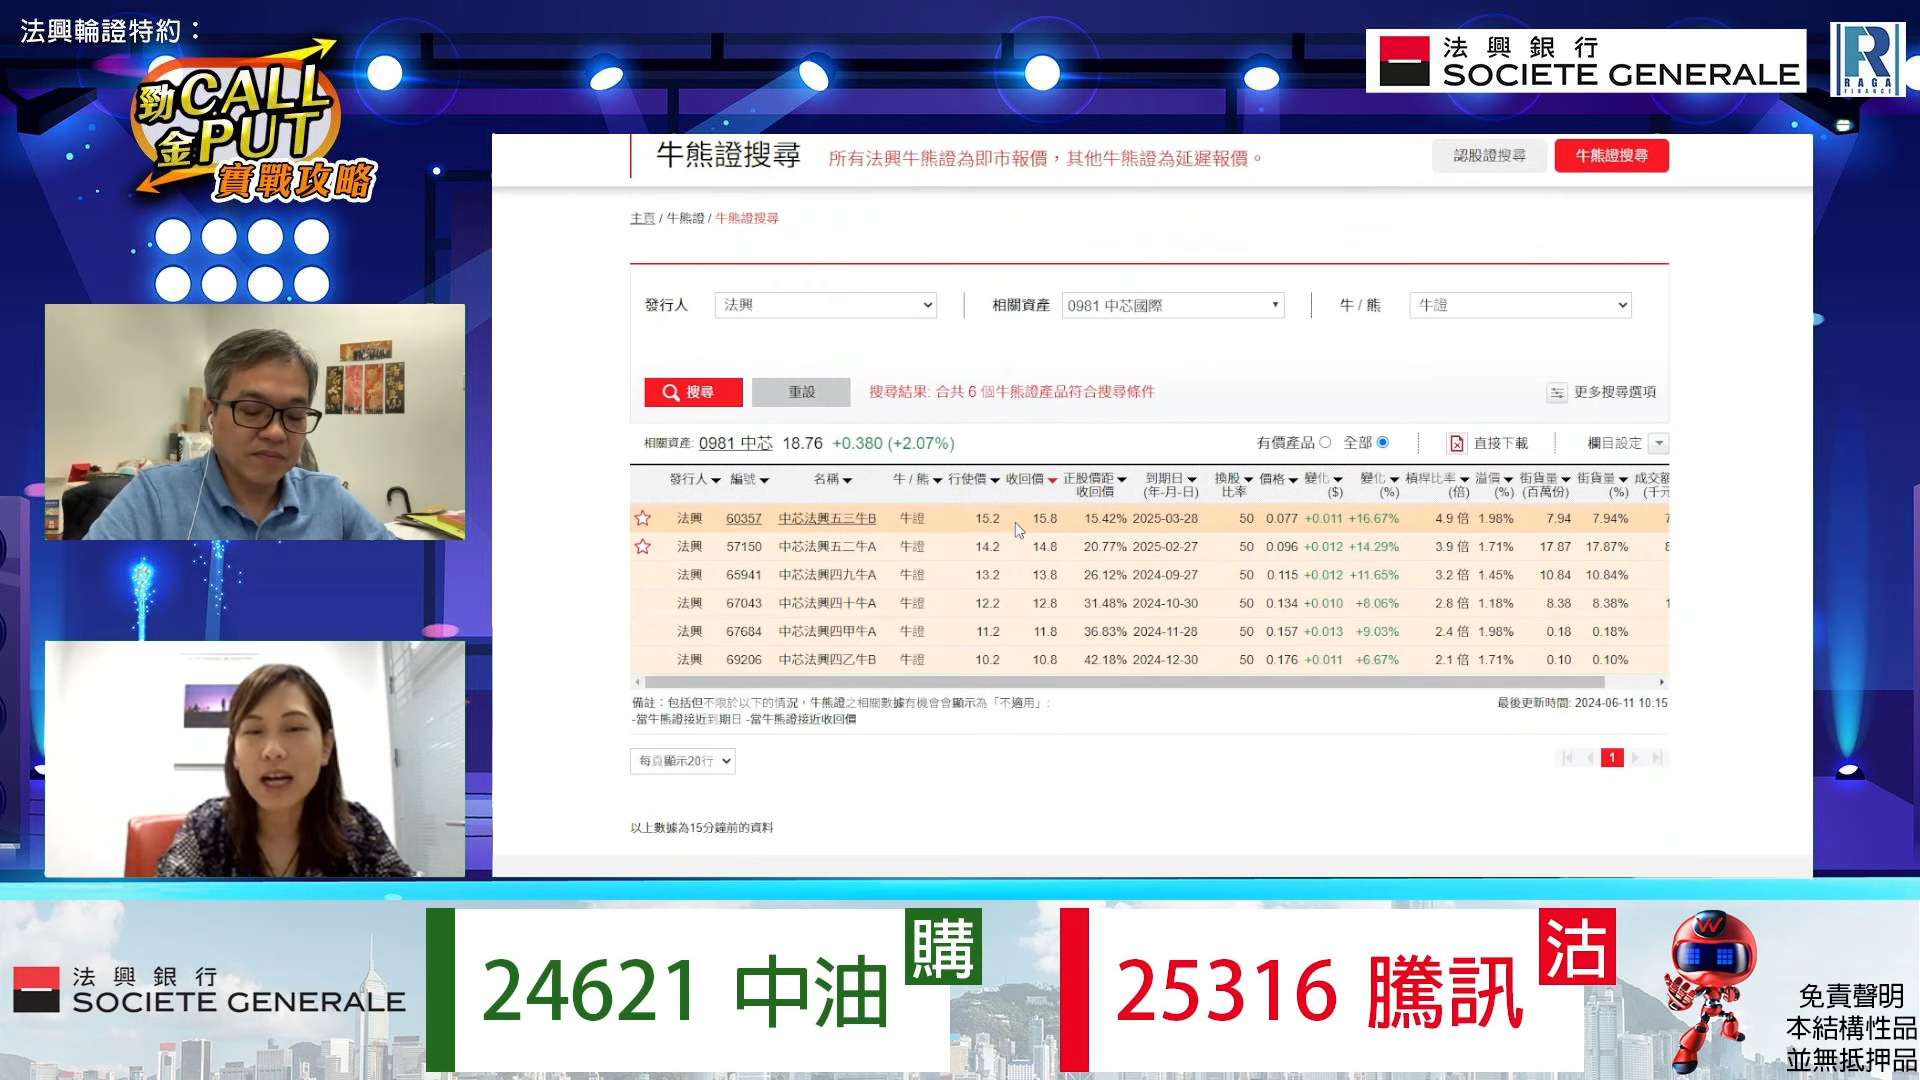 法興輪證特約：
勁CALL
金PUT
實戰攻略
法興銀行
SOCIETE GENERALE
RAGA
FINANCE
牛熊證搜尋
所有法興牛熊證為即市報價，其他牛熊證為延遲報價。
認股證搜尋
牛熊證搜尋
主頁 / 牛熊證 / 牛熊證搜尋
發行人 法興 相關資產 0981 中芯國際 牛 / 熊 牛證
搜尋 重設 搜尋結果: 合共 6 個牛熊證產品符合搜尋條件 更多搜尋選項
相關資產: 0981 中芯 18.76 +0.380 (+2.07%) 有價產品 全部 直接下載 欄目設定
發行人 編號 名稱 牛 / 熊 行使價 收回價 正股價距 到期日 換股 價格 變化 變化 槓桿比率 溢價 街貨量 街貨量 成交額
收回價 (年-月-日) 比率 ($) (%) (倍) (%) (百萬份) (%) (千元
法興 60357 中芯法興五三牛B 牛證 15.2 15.8 15.42% 2025-03-28 50 0.077 +0.011 +16.67% 4.9 倍 1.98% 7.94 7.94% 7
法興 57150 中芯法興五二牛A 牛證 14.2 14.8 20.77% 2025-02-27 50 0.096 +0.012 +14.29% 3.9 倍 1.71% 17.87 17.87% 8
法興 65941 中芯法興四九牛A 牛證 13.2 13.8 26.12% 2024-09-27 50 0.115 +0.012 +11.65% 3.2 倍 1.45% 10.84 10.84%
法興 67043 中芯法興四十牛A 牛證 12.2 12.8 31.48% 2024-10-30 50 0.134 +0.010 +8.06% 2.8 倍 1.18% 8.38 8.38% 1
法興 67684 中芯法興四甲牛A 牛證 11.2 11.8 36.83% 2024-11-28 50 0.157 +0.013 +9.03% 2.4 倍 1.98% 0.18 0.18%
法興 69206 中芯法興四乙牛B 牛證 10.2 10.8 42.18% 2024-12-30 50 0.176 +0.011 +6.67% 2.1 倍 1.71% 0.10 0.10%
備註：包括但不限於以下的情況，牛熊證之相關數據有機會會顯示為「不適用」:
最後更新時間: 2024-06-11 10:15
-當牛熊證接近到期日 -當牛熊證接近收回價
每頁顯示20行
1
以上數據為15分鐘前的資料
法興銀行
SOCIETE GENERALE
24621 中油
購
25316 騰訊
沽
免責聲明
本結構性品
並無抵押品